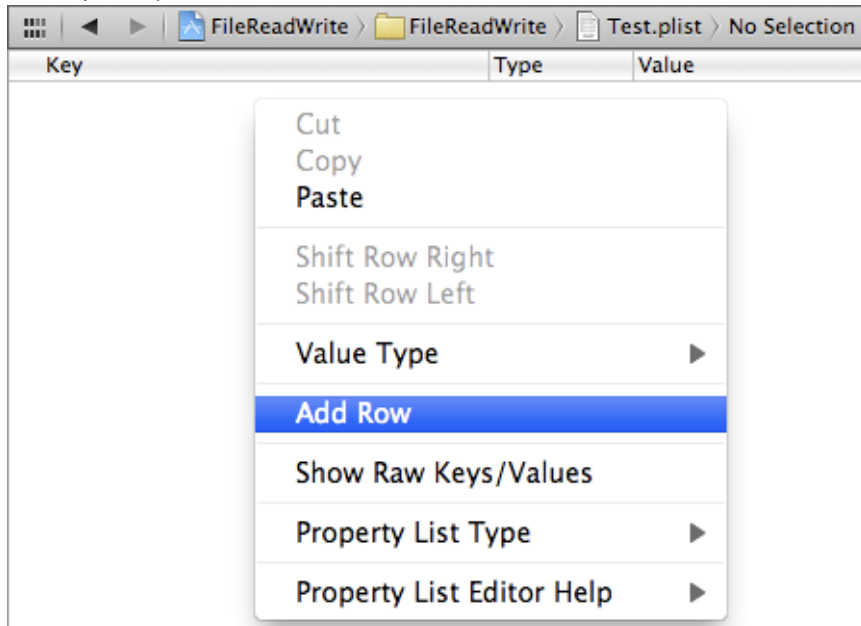 FileReadWrite FileReadWrite Test.plist No Selection
Key Type Value
Cut
Copy
Paste
Shift Row Right
Shift Row Left
Value Type
Add Row
Show Raw Keys/Values
Property List Type
Property List Editor Help